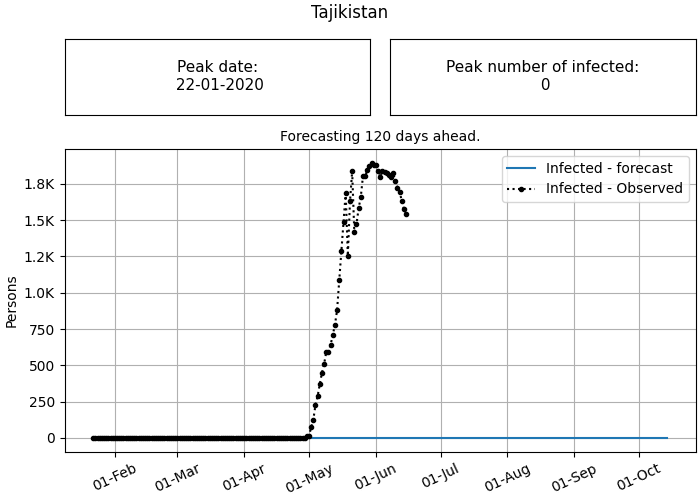 Tajikistan
Peak date:
22-01-2020
Peak number of infected:
0
Forecasting 120 days ahead.
Infected - forecast
Infected - Observed
Persons
1.8K
1.5K
1.2K
1.0K
750
500
250
0
01-Feb
01-Mar
01-Apr
01-May
01-Jun
01-Jul
01-Aug
01-Sep
01-Oct